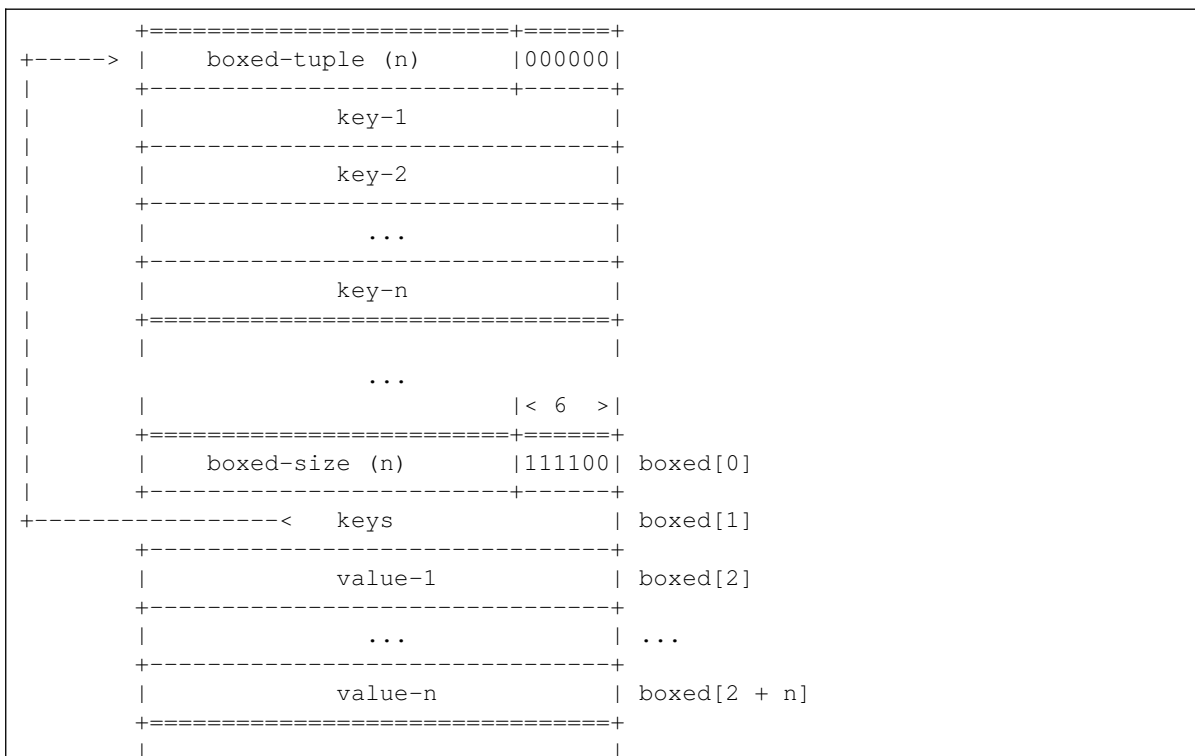 +=========================+======+
+-----> |    boxed-tuple (n)      |000000|
|       +-------------------------+------+
|       |             key-1              |
|       +--------------------------------+
|       |             key-2              |
|       +--------------------------------+
|       |               ...              |
|       +--------------------------------+
|       |             key-n              |
|       +================================+
|       |                                |
|                       ...
|       |                         |< 6  >|
|       +=========================+======+
|       |    boxed-size (n)       |111100| boxed[0]
|       +-------------------------+------+
+-----------------<   keys               | boxed[1]
        +--------------------------------+
        |             value-1            | boxed[2]
        +--------------------------------+
        |               ...              | ...
        +--------------------------------+
        |             value-n            | boxed[2 + n]
        +================================+
        |                                |